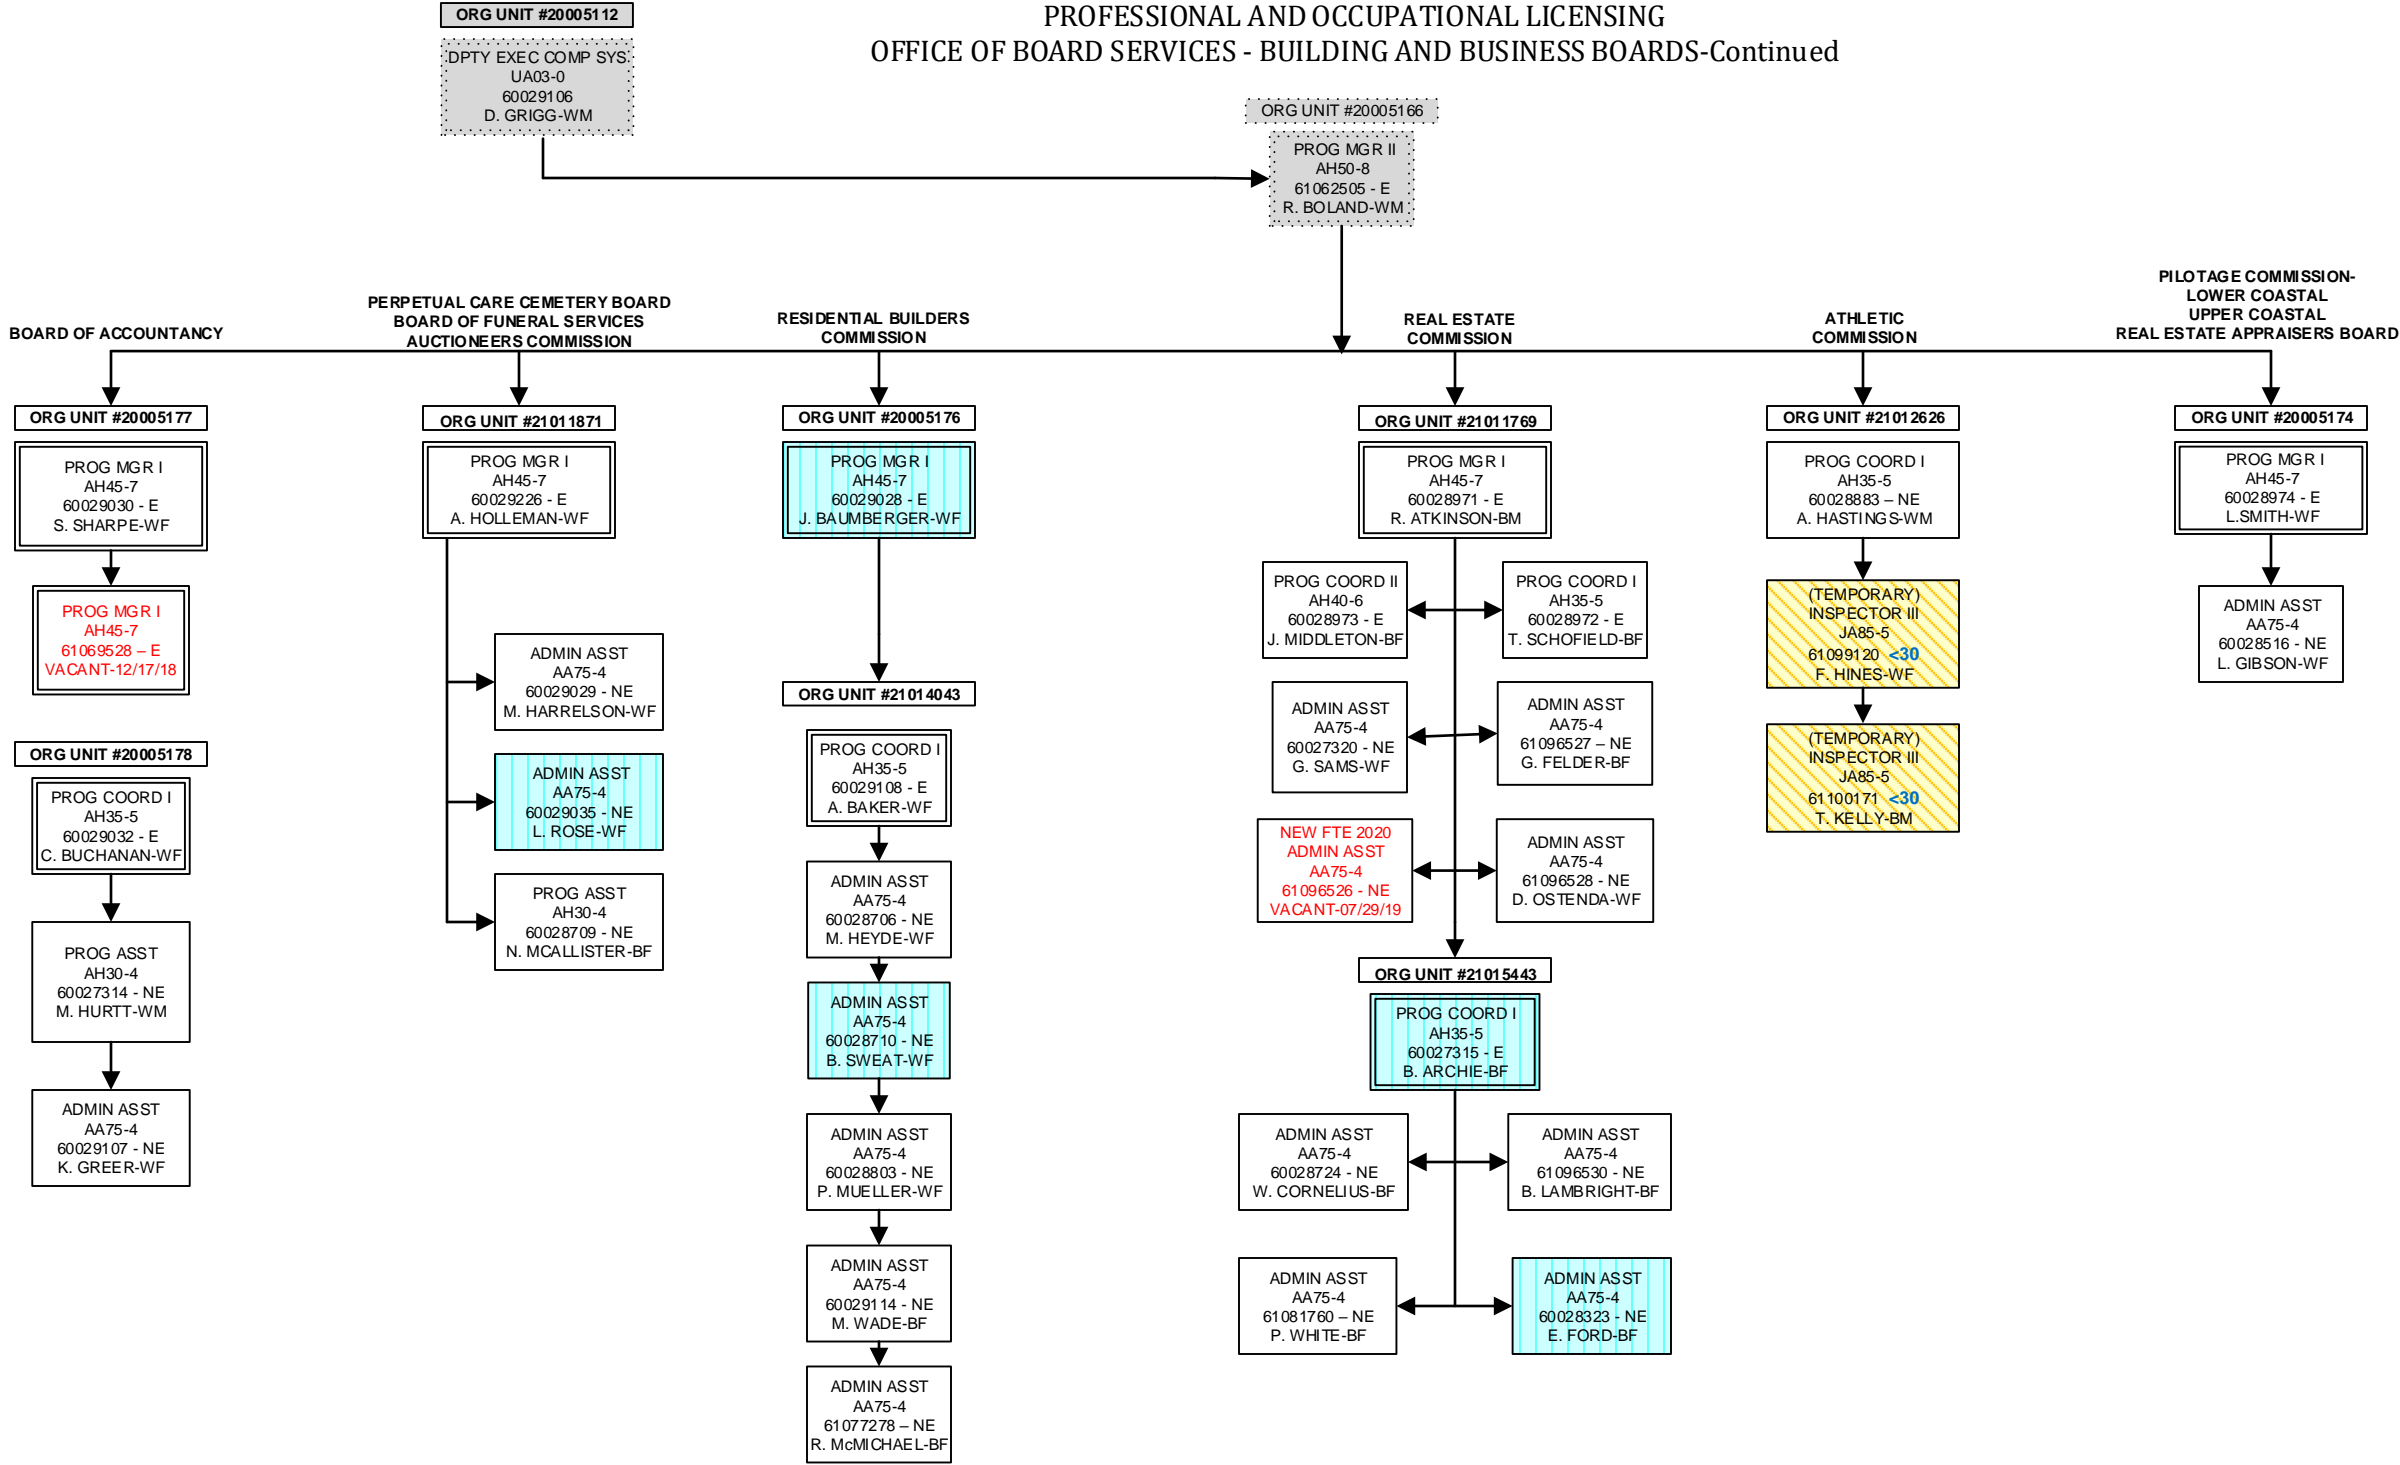 ORG UNIT #20005112
DPTY EXEC COMP SYS
UA03-0
60029106
D. GRIGG-WM
PROFESSIONAL AND OCCUPATIONAL LICENSING
OFFICE OF BOARD SERVICES - BUILDING AND BUSINESS BOARDS-Continued
ORG UNIT #20005166
PROG MGR II
AH50-8
61062505 - E
R. BOLAND-WM
BOARD OF ACCOUNTANCY
ORG UNIT #20005177
PROG MGR I
AH45-7
60029030 - E
S. SHARPE-WF
PROG MGR I
AH45-7
61069528 – E
VACANT-12/17/18
ORG UNIT #20005178
PROG COORD I
AH35-5
60029032 - E
C. BUCHANAN-WF
PROG ASST
AH30-4
60027314 - NE
M. HURTT-WM
ADMIN ASST
AA75-4
60029107 - NE
K. GREER-WF
PERPETUAL CARE CEMETERY BOARD
BOARD OF FUNERAL SERVICES
AUCTIONEERS COMMISSION
ORG UNIT #21011871
PROG MGR I
AH45-7
60029226 - E
A. HOLLEMAN-WF
ADMIN ASST
AA75-4
60029029 - NE
M. HARRELSON-WF
ADMIN ASST
AA75-4
60029035 - NE
L. ROSE-WF
PROG ASST
AH30-4
60028709 - NE
N. MCALLISTER-BF
RESIDENTIAL BUILDERS
COMMISSION
ORG UNIT #20005176
PROG MGR I
AH45-7
60029028 - E
J. BAUMBERGER-WF
ORG UNIT #21014043
PROG COORD I
AH35-5
60029108 - E
A. BAKER-WF
ADMIN ASST
AA75-4
60028706 - NE
M. HEYDE-WF
ADMIN ASST
AA75-4
60028710 - NE
B. SWEAT-WF
ADMIN ASST
AA75-4
60028803 - NE
P. MUELLER-WF
ADMIN ASST
AA75-4
60029114 - NE
M. WADE-BF
ADMIN ASST
AA75-4
61077278 – NE
R. McMICHAEL-BF
REAL ESTATE
COMMISSION
ORG UNIT #21011769
PROG MGR I
AH45-7
60028971 - E
R. ATKINSON-BM
PROG COORD II
AH40-6
60028973 - E
J. MIDDLETON-BF
PROG COORD I
AH35-5
60028972 - E
T. SCHOFIELD-BF
ADMIN ASST
AA75-4
60027320 - NE
G. SAMS-WF
ADMIN ASST
AA75-4
61096527 – NE
G. FELDER-BF
NEW FTE 2020
ADMIN ASST
AA75-4
61096526 - NE
VACANT-07/29/19
ADMIN ASST
AA75-4
61096528 – NE
D. OSTENDA-WF
ORG UNIT #21015443
PROG COORD I
AH35-5
60027315 - E
B. ARCHIE-BF
ADMIN ASST
AA75-4
60028724 - NE
W. CORNELIUS-BF
ADMIN ASST
AA75-4
61096530 - NE
B. LAMBRIGHT-BF
ADMIN ASST
AA75-4
61081760 – NE
P. WHITE-BF
ADMIN ASST
AA75-4
60028323 - NE
E. FORD-BF
ATHLETIC
COMMISSION
ORG UNIT #21012626
PROG COORD I
AH35-5
60028883 – NE
A. HASTINGS-WM
(TEMPORARY)
INSPECTOR III
JA85-5
61099120 <30
F. HINES-WF
(TEMPORARY)
INSPECTOR III
JA85-5
61100171 <30
T. KELLY-BM
PILOTAGE COMMISSION-
LOWER COASTAL
UPPER COASTAL
REAL ESTATE APPRAISERS BOARD
ORG UNIT #20005174
PROG MGR I
AH45-7
60028974 - E
L.SMITH-WF
ADMIN ASST
AA75-4
60028516 - NE
L. GIBSON-WF